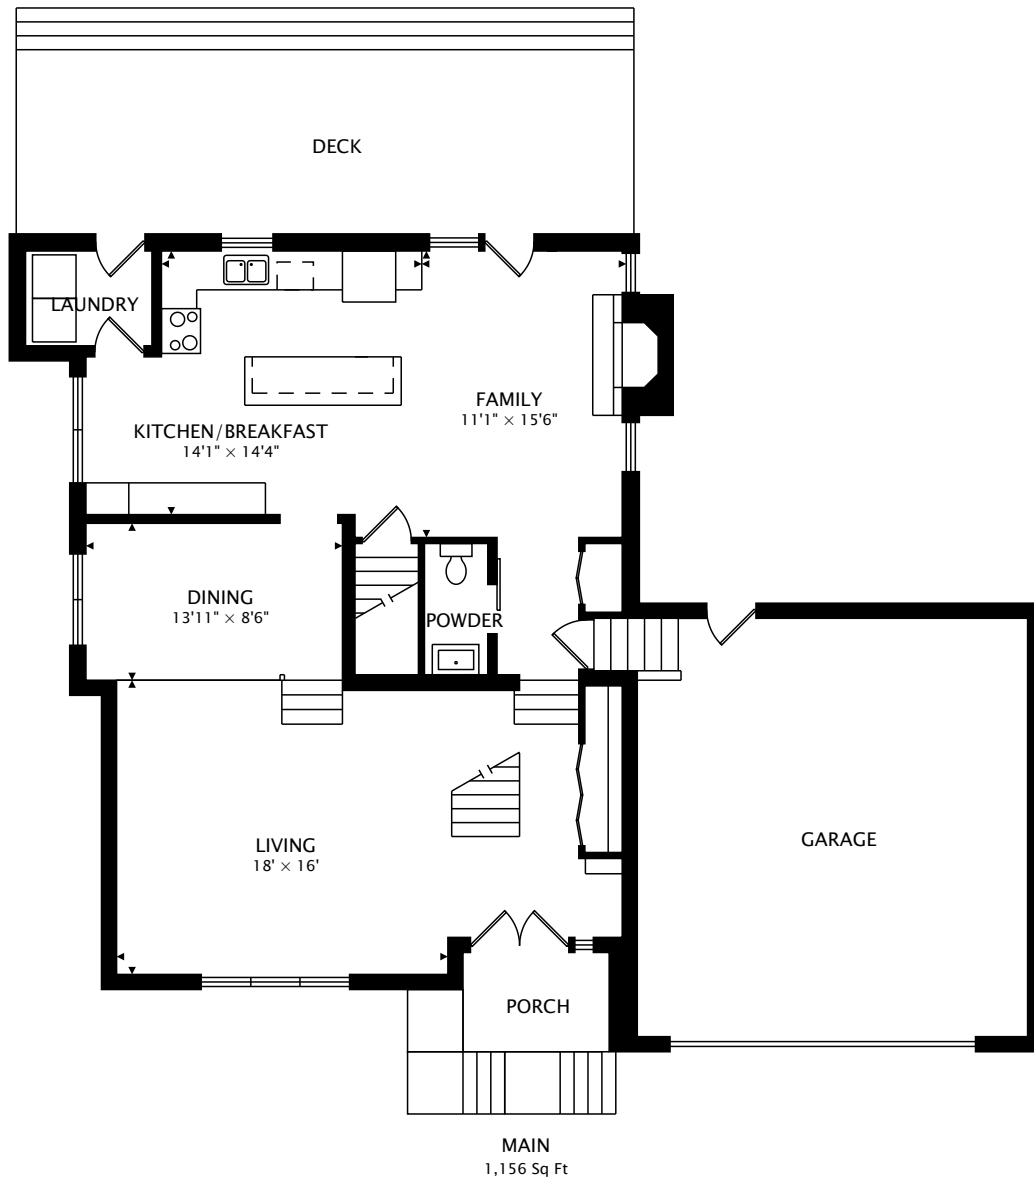 DECK
LAUNDRY
FAMILY
11'1" × 15'6"
KITCHEN/BREAKFAST
14'1" × 14'4"
DINING
13'11" × 8'6"
POWDER
LIVING
18' × 16'
GARAGE
PORCH
MAIN
1,156 Sq Ft